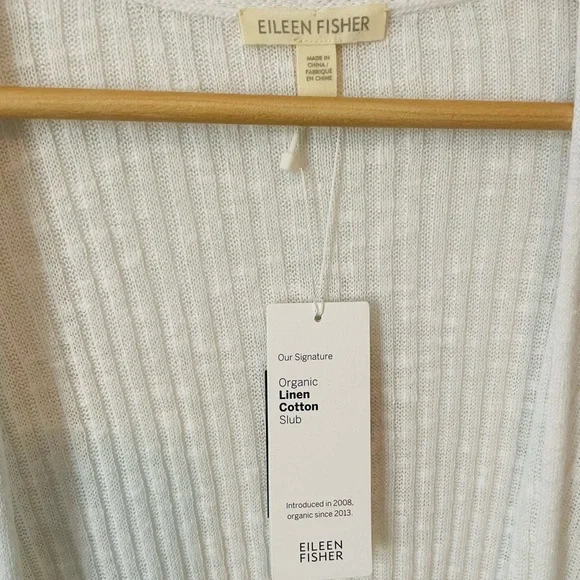 EILEEN FISHER
MADE IN
CHINA /
FABRIQUÉ
EN CHINE
Our Signature
Organic
Linen
Cotton
Slub
Introduced in 2008,
organic since 2013.
EILEEN
FISHER